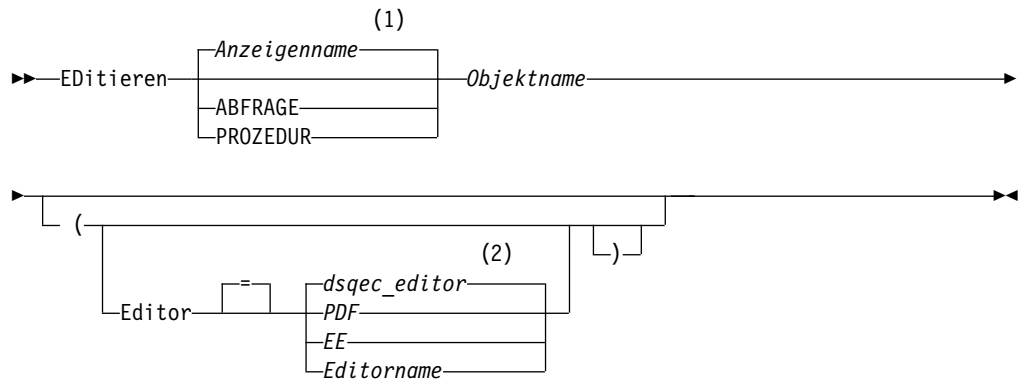 (1)
Anzeigenname
EDitieren Objektname
ABFRAGE
PROZEDUR
(
)
(2)
= dsqec_editor
Editor PDF
EE
Editorname